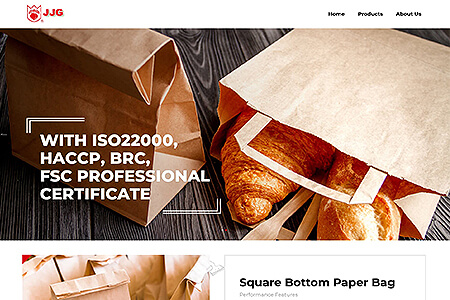 JJG
Home Products About Us
WITH ISO22000,
HACCP, BRC,
FSC PROFESSIONAL
CERTIFICATE
Square Bottom Paper Bag
Performance Features